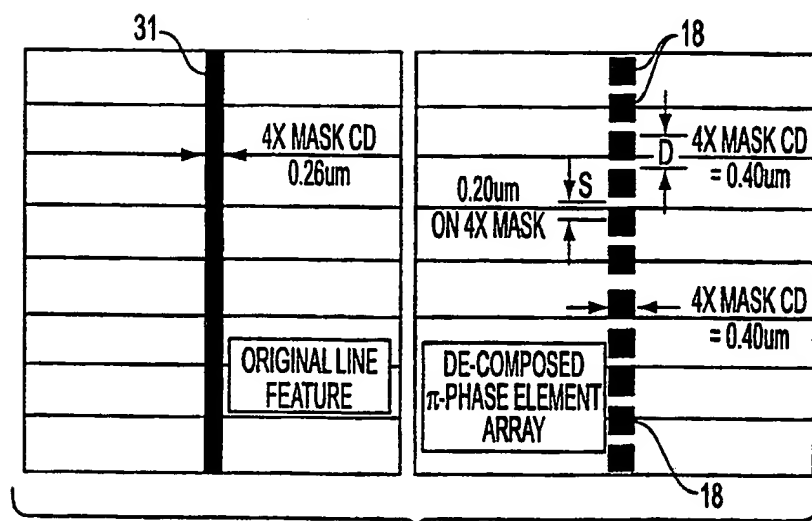 31
4X MASK CD
0.26um
ORIGINAL LINE
FEATURE
18
D
4X MASK CD
= 0.40um
S
0.20um
ON 4X MASK
4X MASK CD
= 0.40um
DE-COMPOSED
π-PHASE ELEMENT
ARRAY
18